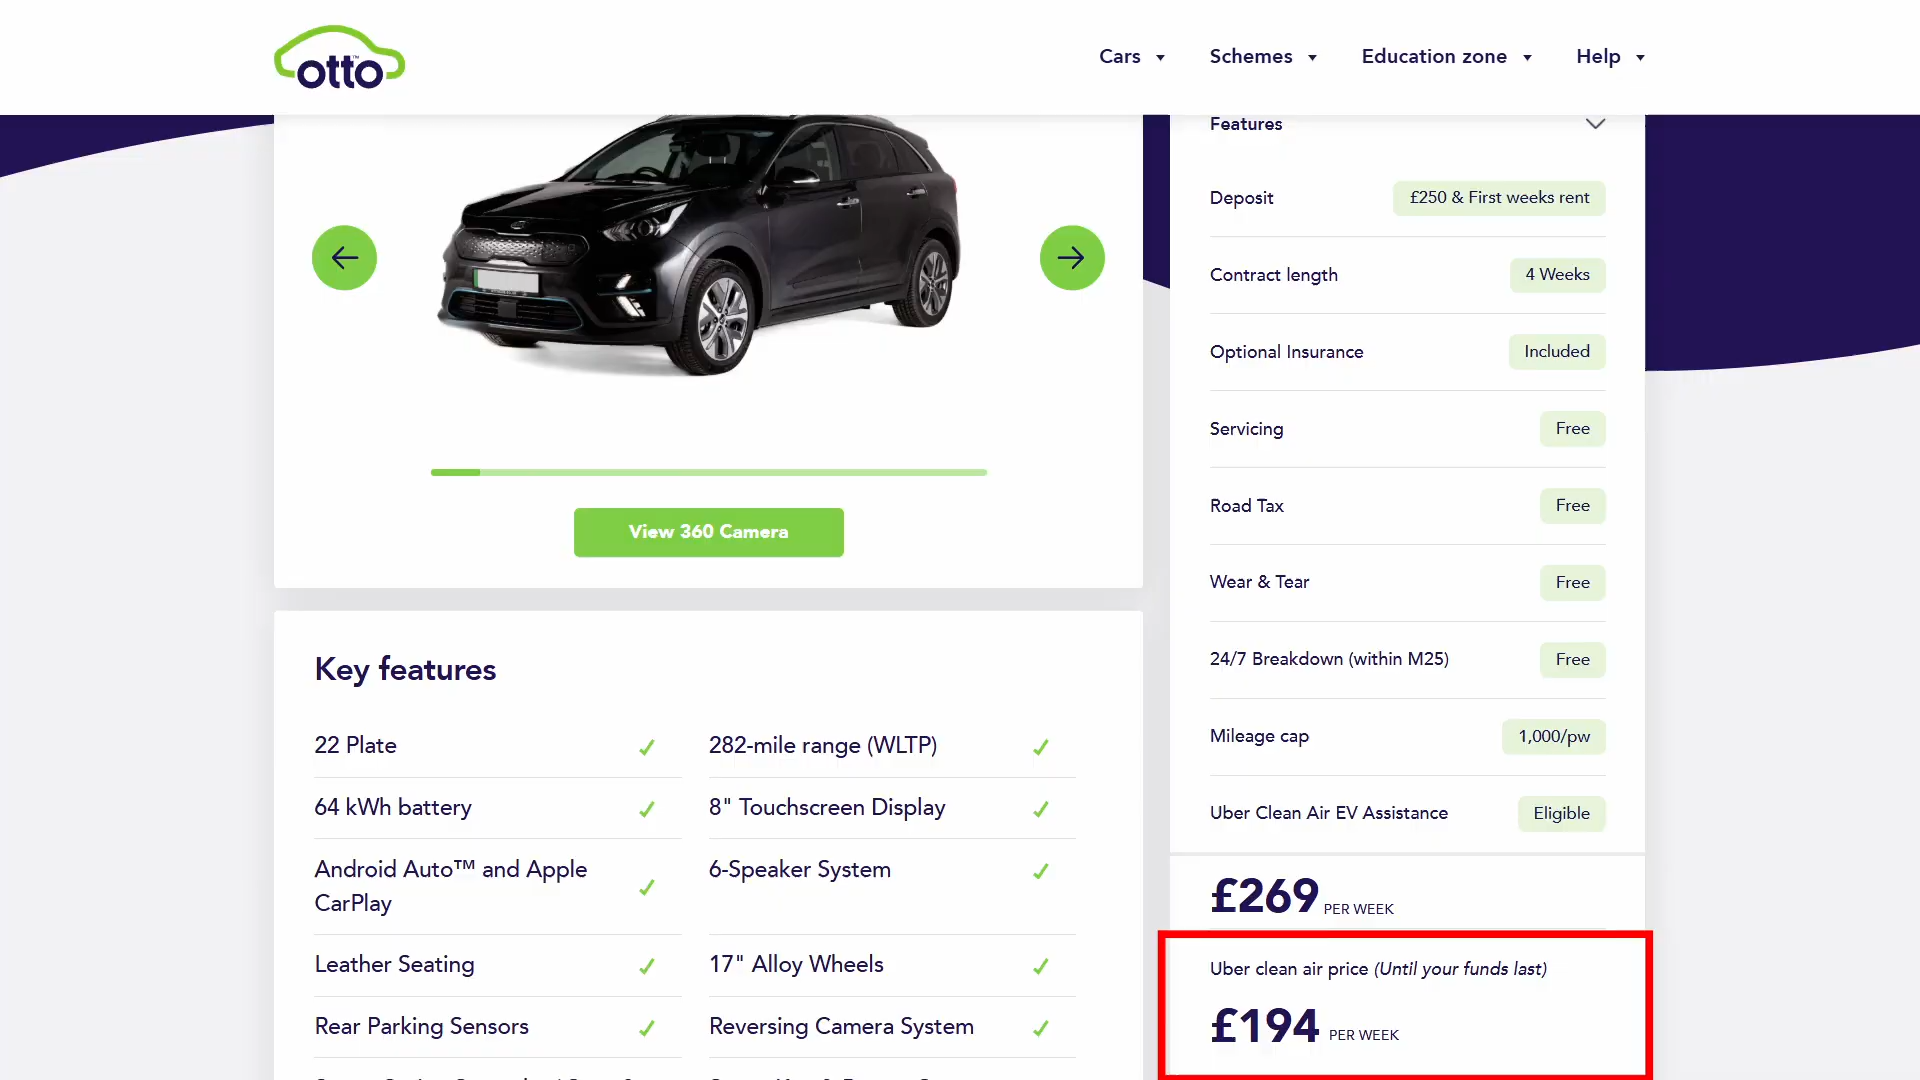 otto
Cars
Schemes
Education zone
Help
View 360 Camera
Key features
22 Plate
282-mile range (WLTP)
64 kWh battery
8" Touchscreen Display
Android Auto™ and Apple
CarPlay
6-Speaker System
Leather Seating
17" Alloy Wheels
Rear Parking Sensors
Reversing Camera System
Features
Deposit £250 & First weeks rent
Contract length 4 Weeks
Optional Insurance Included
Servicing Free
Road Tax Free
Wear & Tear Free
24/7 Breakdown (within M25) Free
Mileage cap 1,000/pw
Uber Clean Air EV Assistance Eligible
£269 PER WEEK
Uber clean air price (Until your funds last)
£194 PER WEEK